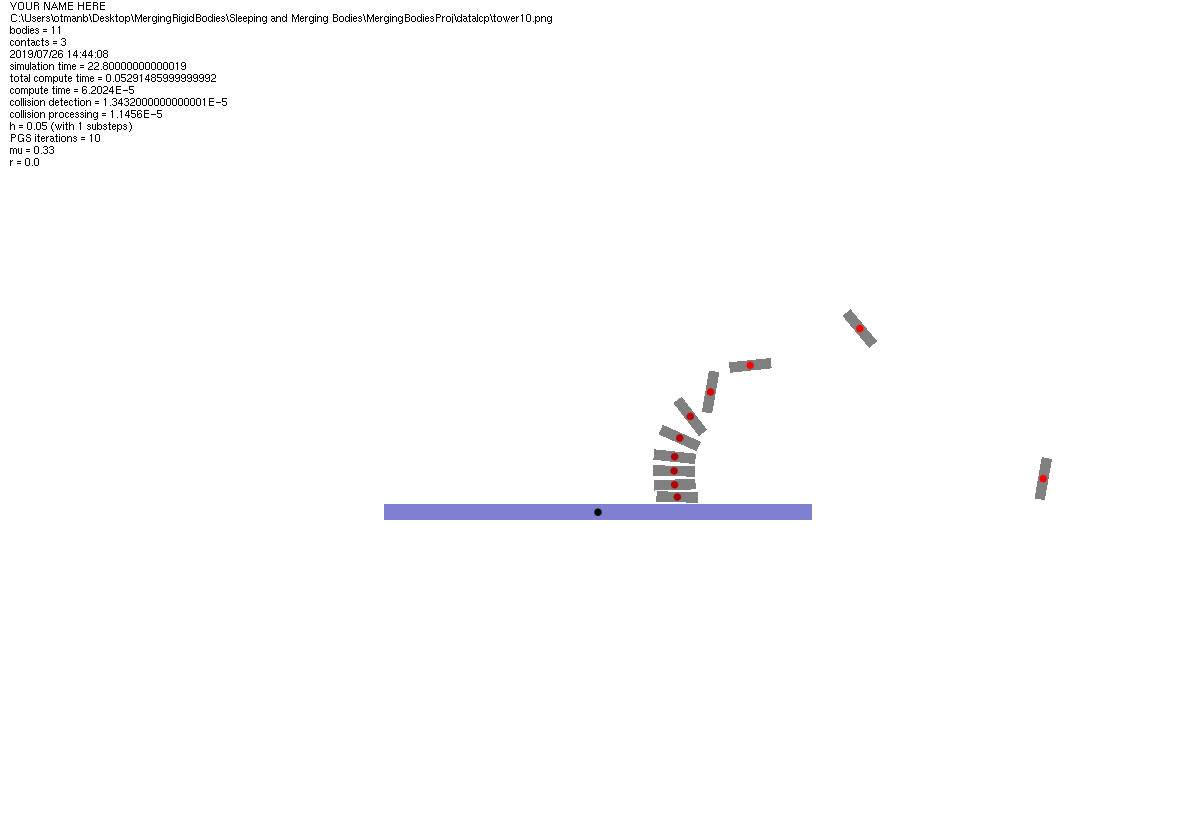 YOUR NAME HERE
C:\Users\otmanb\Desktop\MergingRigidBodies\Sleeping and Merging Bodies\MergingBodiesProj\datalcp\tower10.png
bodies = 11
contacts = 3
2019/07/26 14:44:08
simulation time = 22.80000000000019
total compute time = 0.05291485999999992
compute time = 6.2024E-5
collision detection = 1.3432000000000001E-5
collision processing = 1.1456E-5
h = 0.05 (with 1 substeps)
PGS iterations = 10
mu = 0.33
r = 0.0